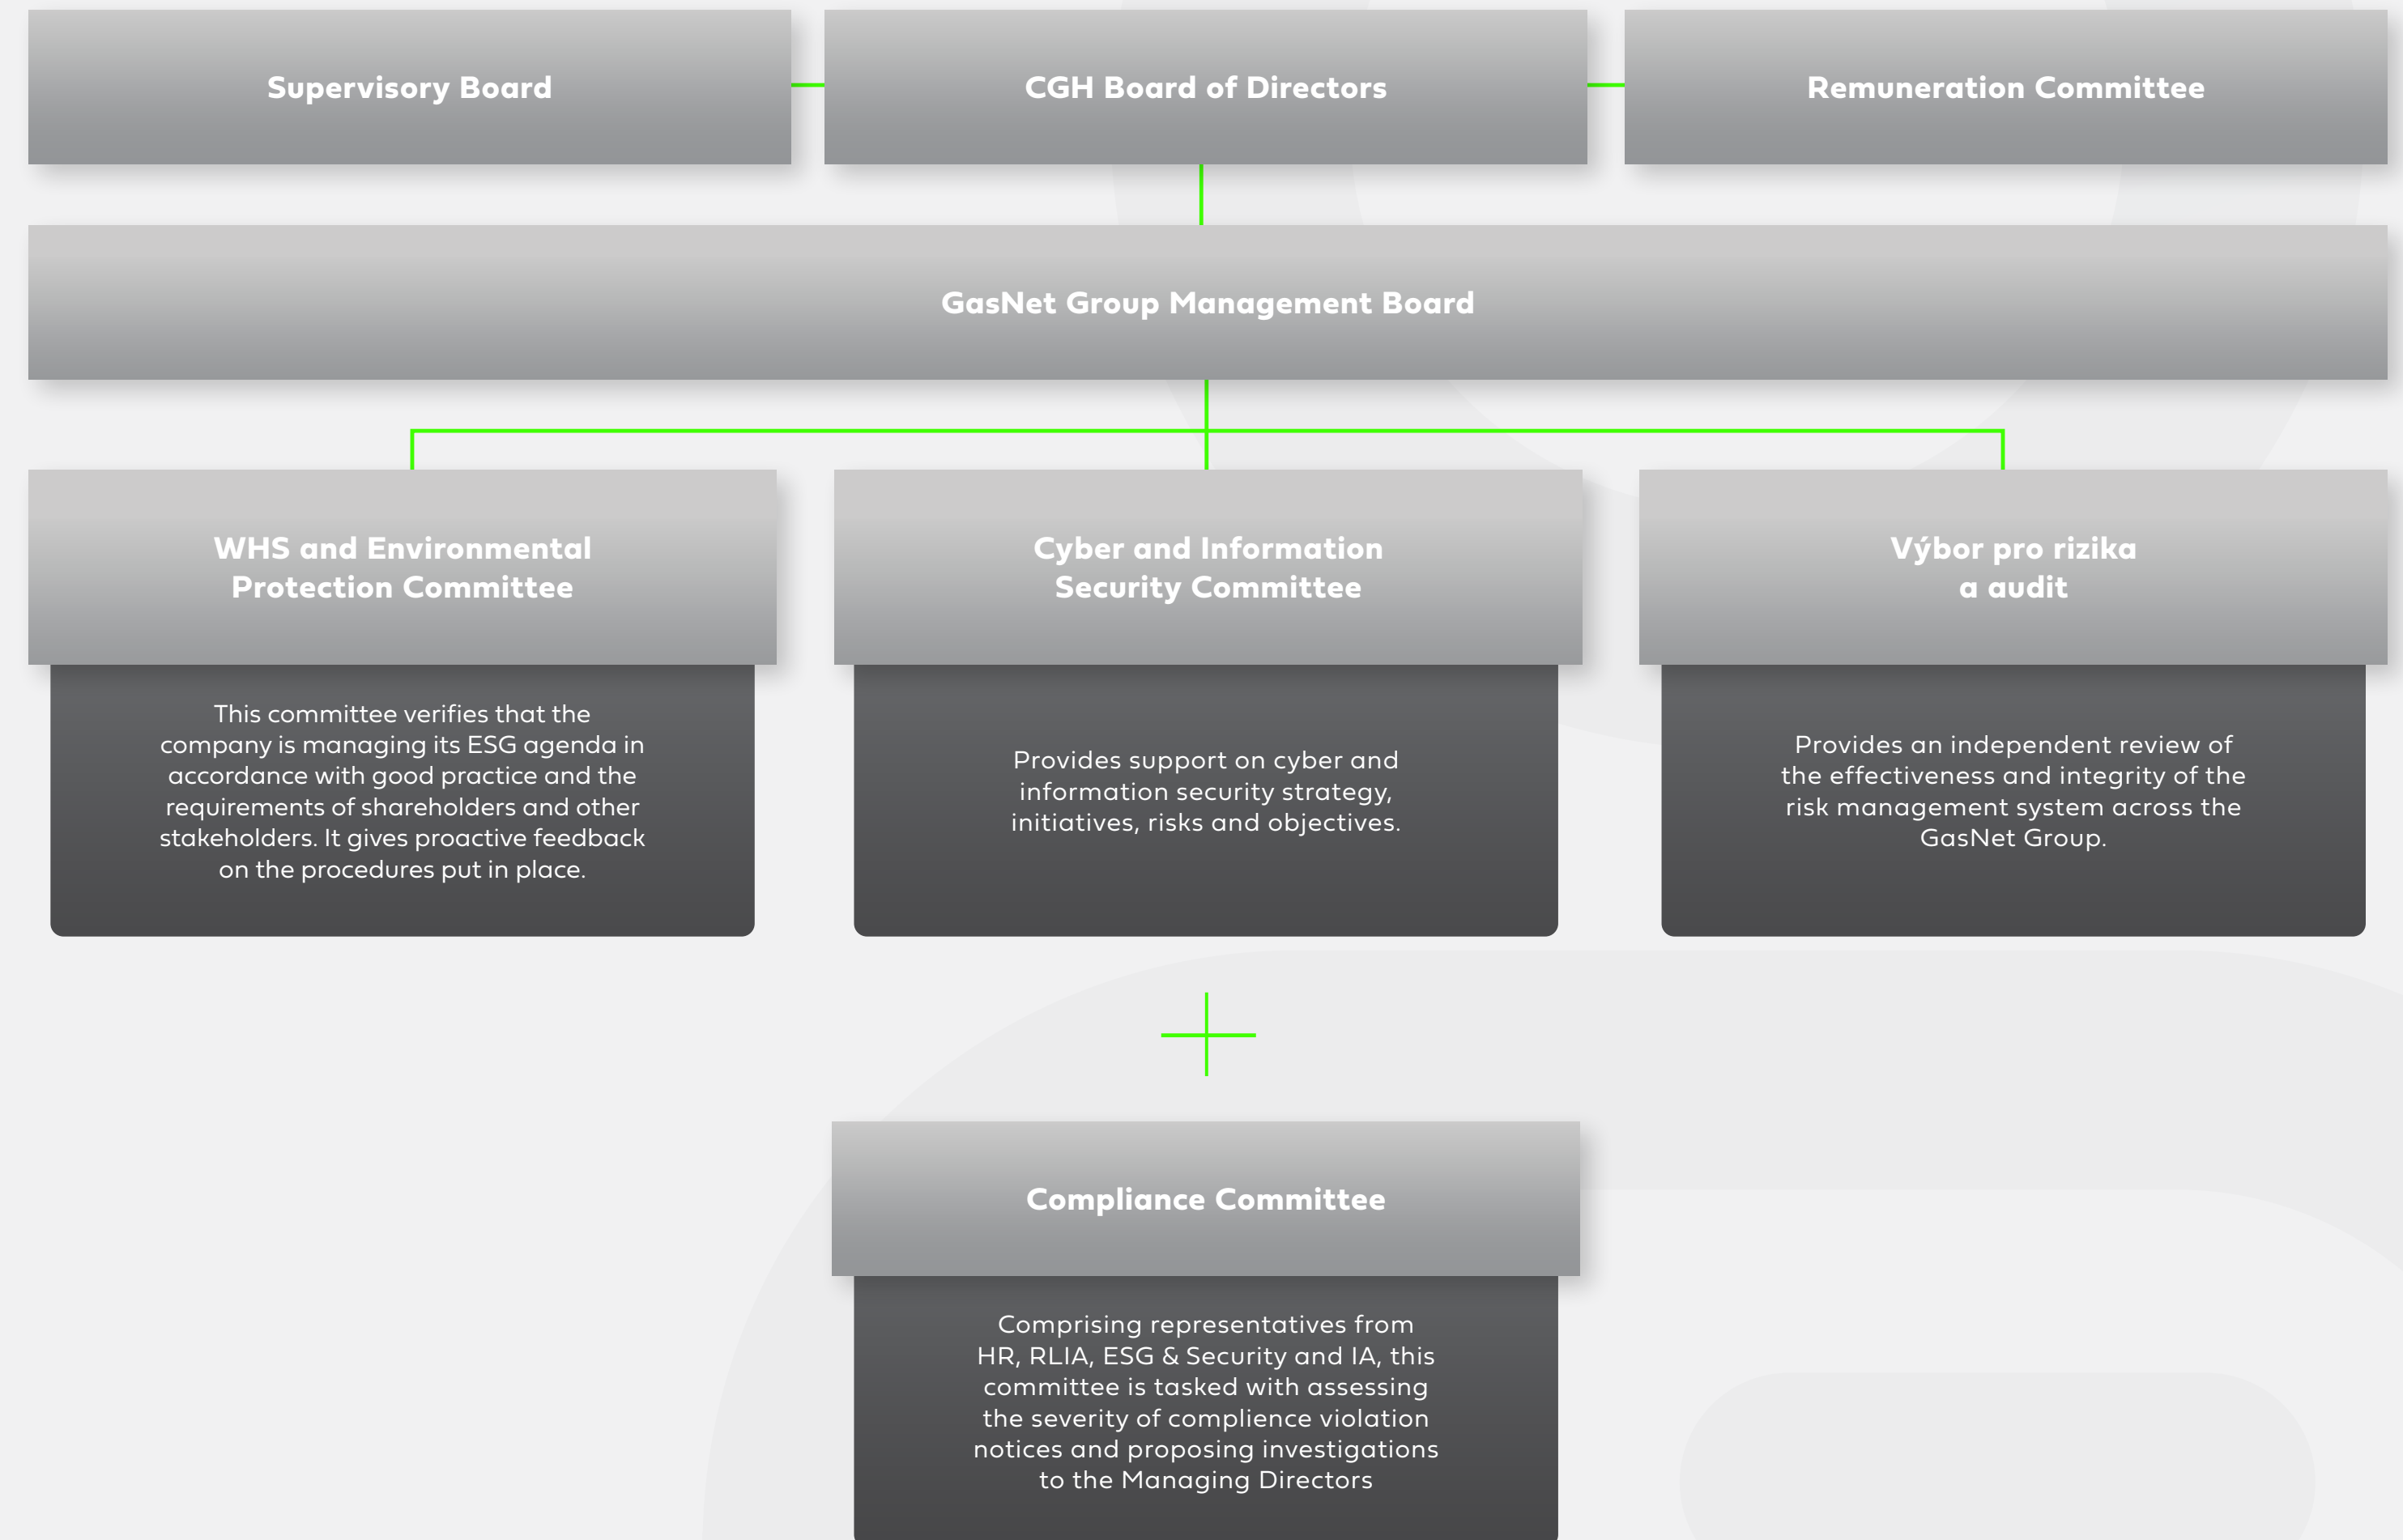 Supervisory Board
CGH Board of Directors
Remuneration Committee
GasNet Group Management Board
WHS and Environmental
Protection Committee
This committee verifies that the
company is managing its ESG agenda in
accordance with good practice and the
requirements of shareholders and other
stakeholders. It gives proactive feedback
on the procedures put in place.
Cyber and Information
Security Committee
Provides support on cyber and
information security strategy,
initiatives, risks and objectives.
Výbor pro rizika
a audit
Provides an independent review of
the effectiveness and integrity of the
risk management system across the
GasNet Group.
Compliance Committee
Comprising representatives from
HR, RLIA, ESG & Security and IA, this
committee is tasked with assessing
the severity of complience violation
notices and proposing investigations
to the Managing Directors